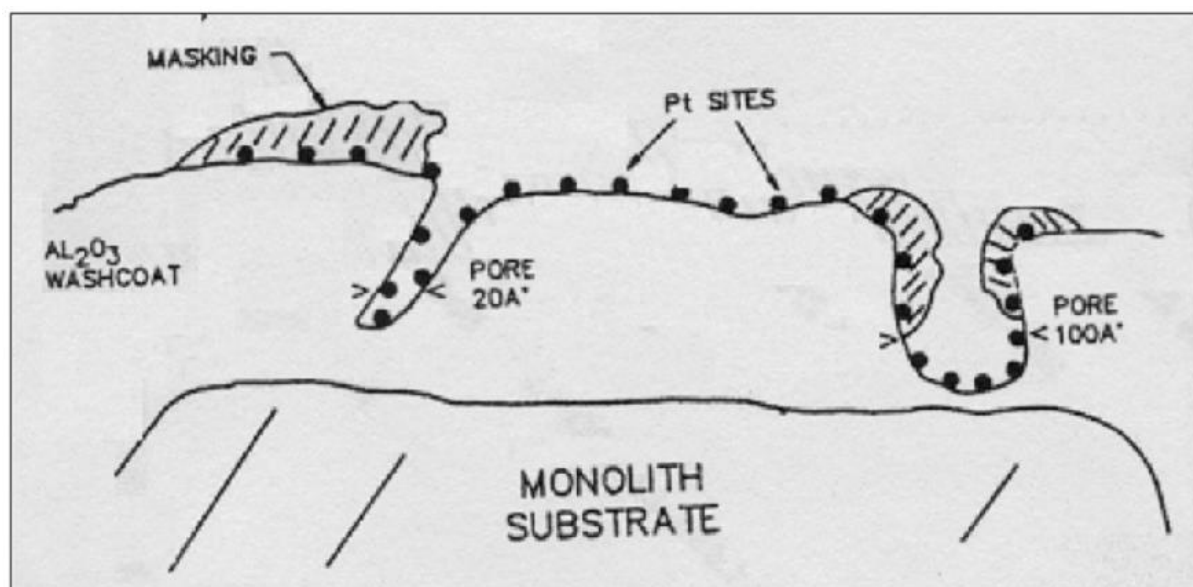 MASKING
Pt SITES
AL2O3
WASHCOAT
PORE
20A°
PORE
100A°
MONOLITH
SUBSTRATE